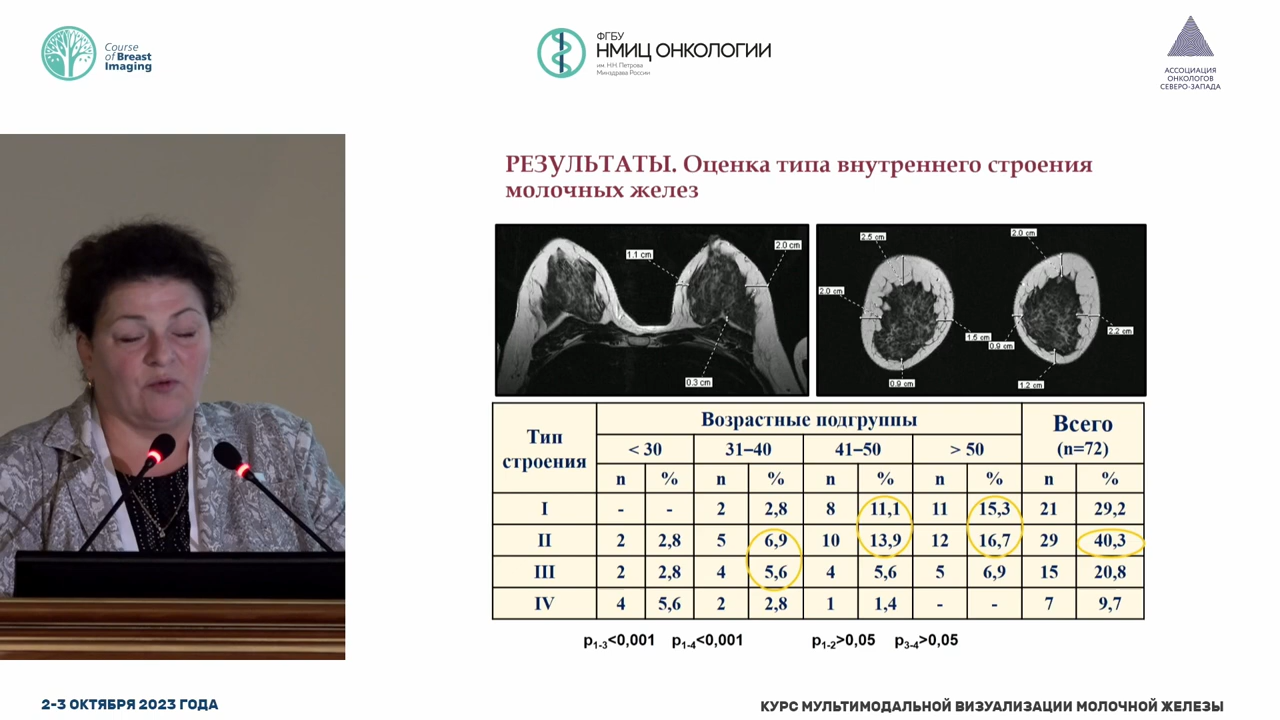 Course
of Breast
Imaging
ФГБУ
НМИЦ ОНКОЛОГИИ
им. Н.Н. Петрова
Минздрава России
АССОЦИАЦИЯ
ОНКОЛОГОВ
СЕВЕРО-ЗАПАДА
РЕЗУЛЬТАТЫ. Оценка типа внутреннего строения
молочных желез
1.1 cm
2.0 cm
0.3 cm
2.5 cm
2.0 cm
2.0 cm
1.5 cm
0.9 cm
2.2 cm
0.9 cm
1.2 cm
Тип строения Возрастные подгруппы Всего (n=72)
< 30 31–40 41–50 > 50
n % n % n % n % n %
I - - 2 2,8 8 11,1 11 15,3 21 29,2
II 2 2,8 5 6,9 10 13,9 12 16,7 29 40,3
III 2 2,8 4 5,6 4 5,6 5 6,9 15 20,8
IV 4 5,6 2 2,8 1 1,4 - - 7 9,7
p1-3<0,001 p1-4<0,001 p1-2>0,05 p3-4>0,05
2-3 ОКТЯБРЯ 2023 ГОДА
КУРС МУЛЬТИМОДАЛЬНОЙ ВИЗУАЛИЗАЦИИ МОЛОЧНОЙ ЖЕЛЕЗЫ